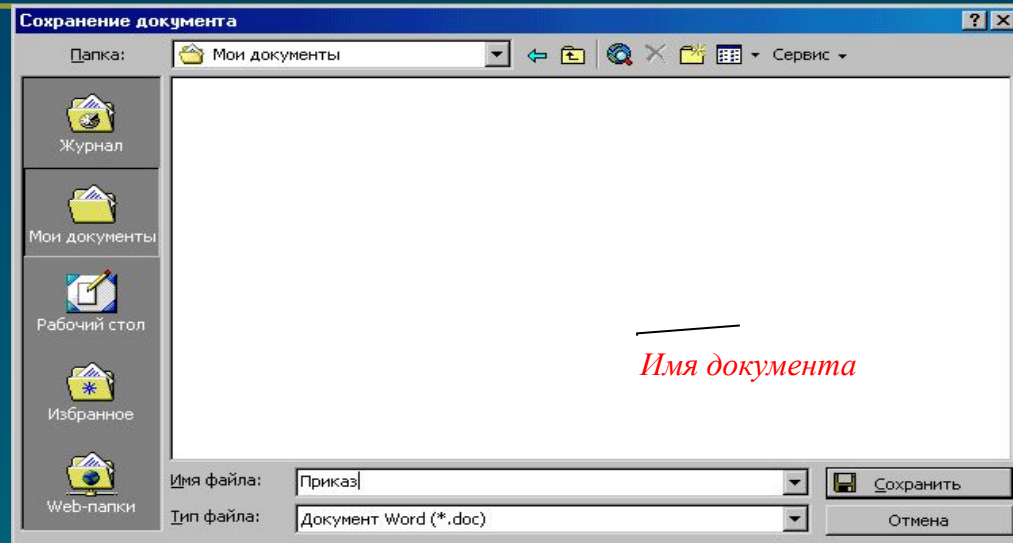 Сохранение документа
Папка: Мои документы Сервис
Журнал
Мои документы
Рабочий стол
Имя документа
Избранное
Web-папки
Имя файла: Приказ Сохранить
Тип файла: Документ Word (*.doc) Отмена